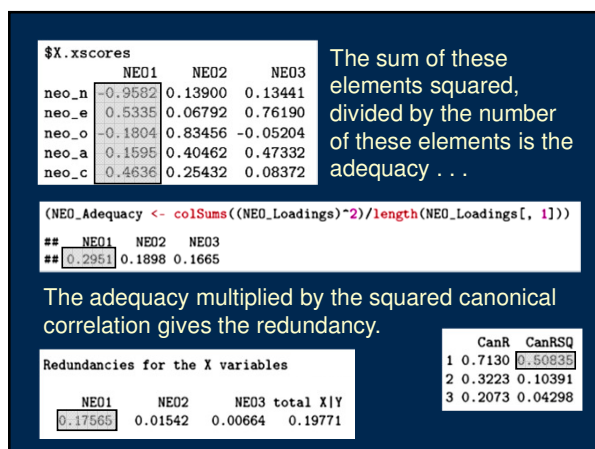 $X.xscores
NEO1 NEO2 NEO3
neo_n -0.9582 0.13900 0.13441
neo_e 0.5335 0.06792 0.76190
neo_o -0.1804 0.83456 -0.05204
neo_a 0.1595 0.40462 0.47332
neo_c 0.4636 0.25432 0.08372
The sum of these
elements squared,
divided by the number
of these elements is the
adequacy . . .
(NEO_Adequacy <- colSums((NEO_Loadings)^2)/length(NEO_Loadings[, 1]))
## NEO1 NEO2 NEO3
## 0.2951 0.1898 0.1665
The adequacy multiplied by the squared canonical
correlation gives the redundancy.
Redundancies for the X variables
NEO1 NEO2 NEO3 total X|Y
0.17565 0.01542 0.00664 0.19771
CanR CanRSQ
1 0.7130 0.50835
2 0.3223 0.10391
3 0.2073 0.04298